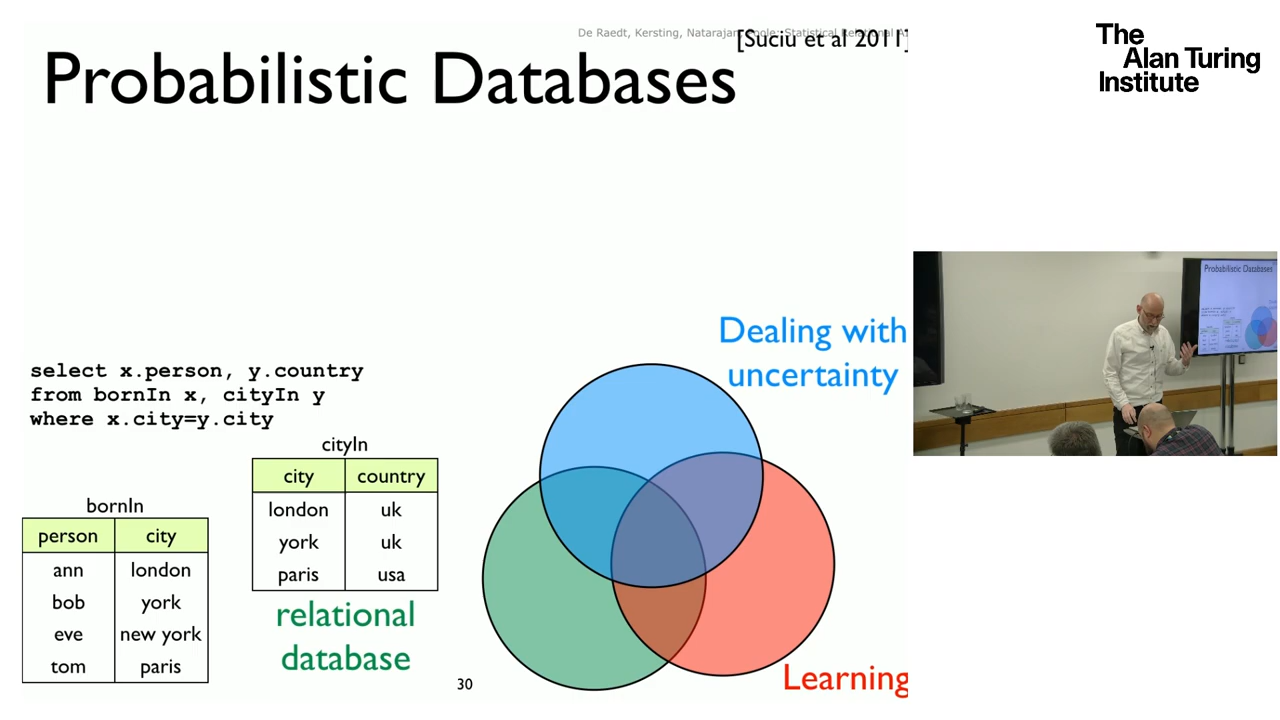 De Raedt, Kersting, Natarajan, Poole: Statistical Relational
[Suciu et al 2011]
Probabilistic Databases
The
Alan Turing
Institute
Probabilistic Databases
Dealing with
uncertainty
select x.person, y.country
from bornIn x, cityIn y
where x.city=y.city
cityIn
city country
london uk
york uk
paris usa
bornIn
person city
ann london
bob york
eve new york
tom paris
relational
database
Learning
30